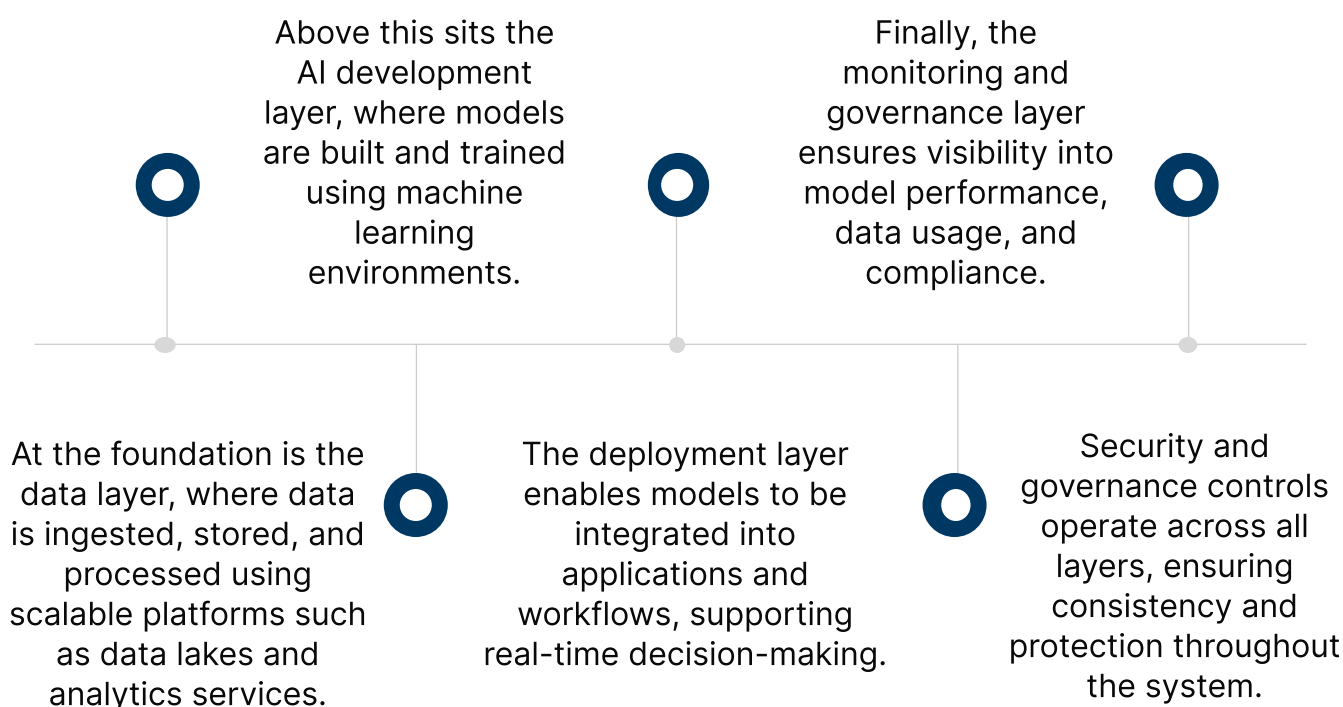 At the foundation is the
data layer, where data
is ingested, stored, and
processed using
scalable platforms such
as data lakes and
analytics services.
Above this sits the
AI development
layer, where models
are built and trained
using machine
learning
environments.
The deployment layer
enables models to be
integrated into
applications and
workflows, supporting
real-time decision-making.
Finally, the
monitoring and
governance layer
ensures visibility into
model performance,
data usage, and
compliance.
Security and
governance controls
operate across all
layers, ensuring
consistency and
protection throughout
the system.